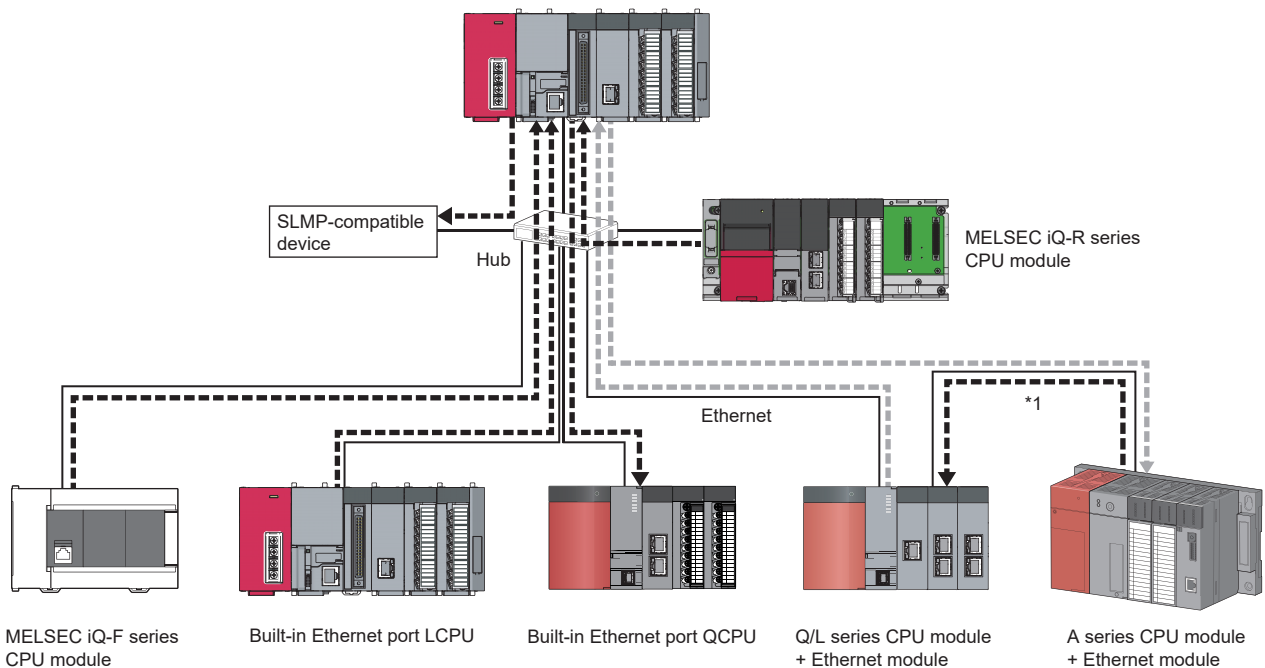 SLMP-compatible
device
Hub
MELSEC iQ-R series
CPU module
*1
Ethernet
MELSEC iQ-F series
CPU module
Built-in Ethernet port LCPU
Built-in Ethernet port QCPU
Q/L series CPU module
+ Ethernet module
A series CPU module
+ Ethernet module